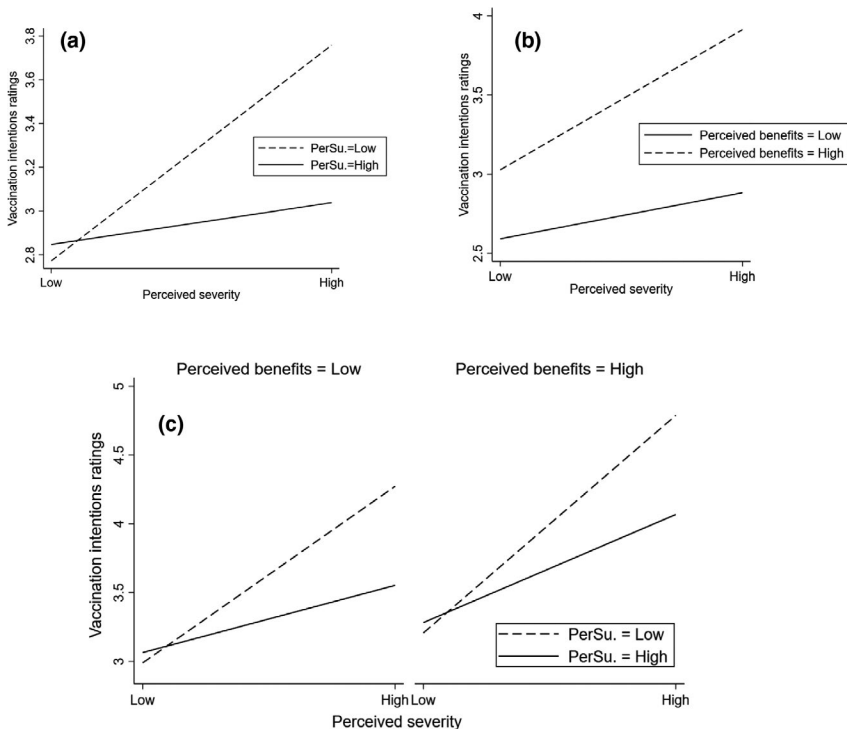 (a)
Vaccination intentions ratings
3.8
3.6
3.4
3.2
3
2.8
PerSu.=Low
PerSu.=High
Low
High
Perceived severity
(b)
Vaccination intentions ratings
4
3.5
3
2.5
Perceived benefits = Low
Perceived benefits = High
Low
High
Perceived severity
Perceived benefits = Low
Perceived benefits = High
(c)
Vaccination intentions ratings
5
4.5
4
3.5
3
PerSu. = Low
PerSu. = High
Low
High
Low
High
Perceived severity